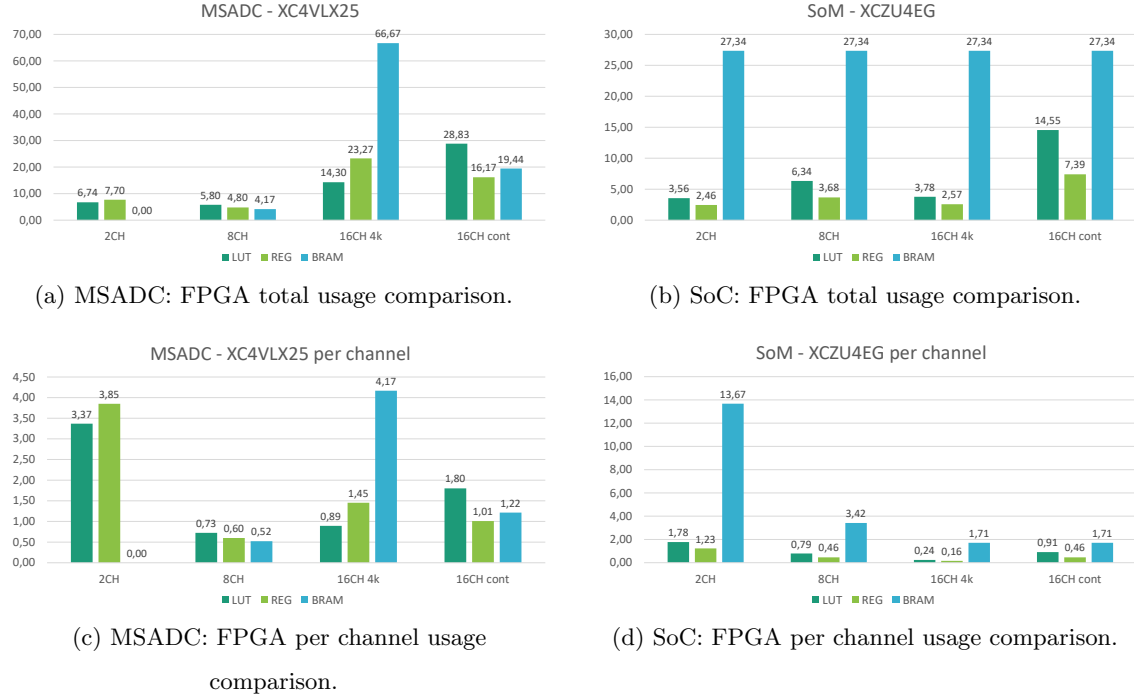 MSADC - XC4VLX25
70,00
60,00
50,00
40,00
30,00
20,00
10,00
0,00
6,74
7,70
0,00
5,80
4,80
4,17
14,30
23,27
66,67
28,83
16,17
19,44
2CH
8CH
16CH 4k
16CH cont
LUT REG BRAM
(a) MSADC: FPGA total usage comparison.
SoM - XCZU4EG
30,00
25,00
20,00
15,00
10,00
5,00
0,00
3,56
2,46
27,34
6,34
3,68
27,34
3,78
2,57
27,34
14,55
7,39
27,34
2CH
8CH
16CH 4k
16CH cont
LUT REG BRAM
(b) SoC: FPGA total usage comparison.
MSADC - XC4VLX25 per channel
4,50
4,00
3,50
3,00
2,50
2,00
1,50
1,00
0,50
0,00
3,37
3,85
0,00
0,73
0,60
0,52
0,89
1,45
4,17
1,80
1,01
1,22
2CH
8CH
16CH 4k
16CH cont
LUT REG BRAM
(c) MSADC: FPGA per channel usage
comparison.
SoM - XCZU4EG per channel
16,00
14,00
12,00
10,00
8,00
6,00
4,00
2,00
0,00
1,78
1,23
13,67
0,79
0,46
3,42
0,24
0,16
1,71
0,91
0,46
1,71
2CH
8CH
16CH 4k
16CH cont
LUT REG BRAM
(d) SoC: FPGA per channel usage comparison.